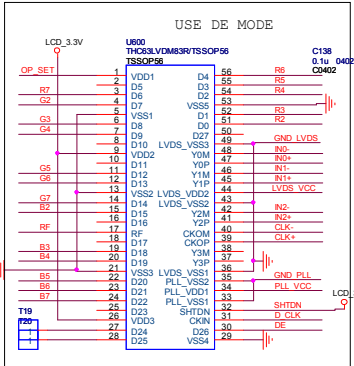 USE DE MODE
LCD_3.3V
U600
THC63LVDM83R/TSSOP56
TSSOP56
C138
0.1u 0402
C0402
OP_SET 1 VDD1 D4 56 R6
2 D5 D3 55 R5
R7 3 D6 D2 54 R4
G2 4 D7 VSS5 53
5 VSS1 D1 52 R3
G3 6 D8 D0 51 R2
G4 7 D9 D27 50
8 D10 LVDS_VSS3 49 GND_LVDS
9 VDD2 Y0M 48 IN0-
10 D11 Y0P 47 IN0+
G5 11 D12 Y1M 46 IN1-
G6 12 D13 Y1P 45 IN1+
13 VSS2 LVDS_VDD2 44 LVDS_VCC
G7 14 D14 LVDS_VSS2 43
B2 15 D15 Y2M 42 IN2-
16 D16 Y2P 41 IN2+
RF 17 RF CKOM 40 CLK-
18 D17 CKOP 39 CLK+
B3 19 D18 Y3M 38
B4 20 D19 Y3P 37
21 VSS3 LVDS_VSS1 36
B5 22 D20 PLL_VSS2 35 GND_PLL
B6 23 D21 PLL_VDD1 34 PLL_VCC
B7 24 D22 PLL_VSS1 33 LCD_
25 D23 SHTDN 32 SHTDN
T19 26 VDD3 CKIN 31 D_CLK
T20 1 27 D24 D26 30 DE
1 28 D25 VSS4 29